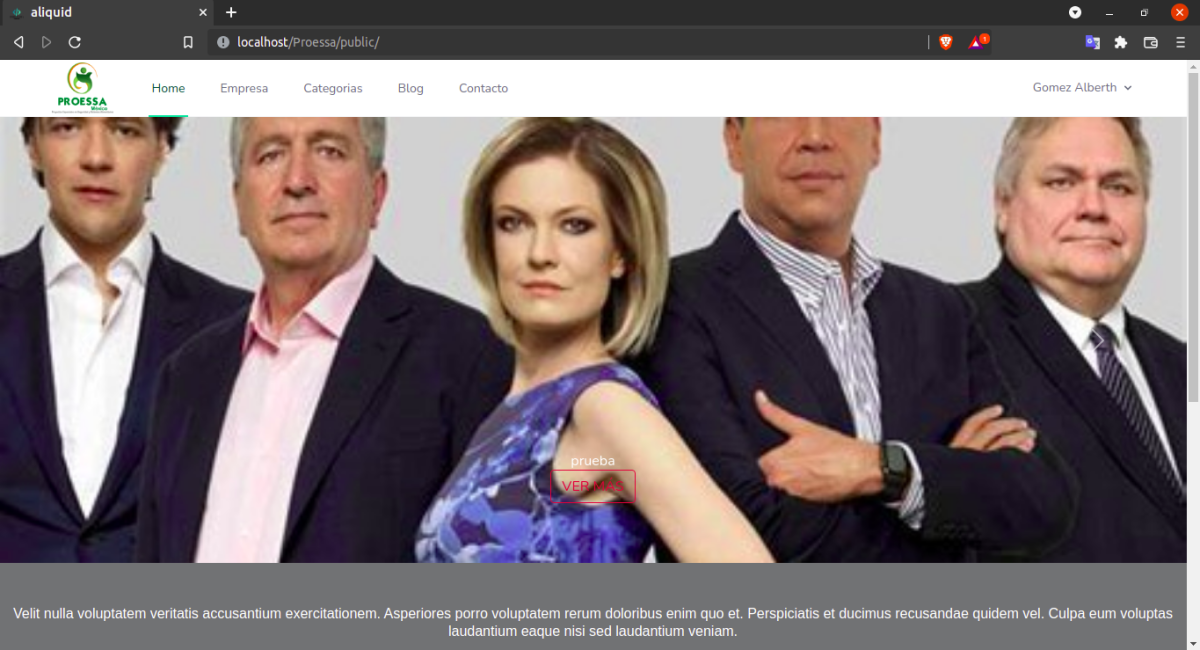 aliquid
localhost/Proessa/public/
1
PROESSA
México
Home
Empresa
Categorias
Blog
Contacto
Gomez Alberth
prueba
VER MÁS
Velit nulla voluptatem veritatis accusantium exercitationem. Asperiores porro voluptatem rerum doloribus enim quo et. Perspiciatis et ducimus recusandae quidem vel. Culpa eum voluptas
laudantium eaque nisi sed laudantium veniam.